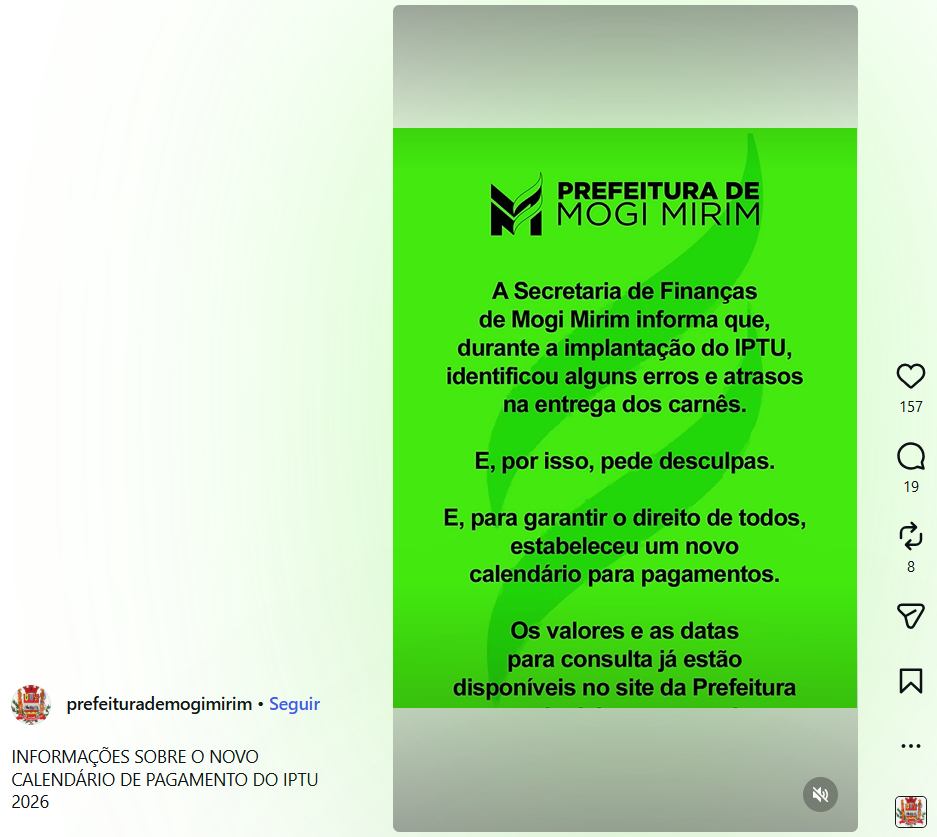 PREFEITURA DE
MOGI MIRIM
A Secretaria de Finanças
de Mogi Mirim informa que,
durante a implantação do IPTU,
identificou alguns erros e atrasos
na entrega dos carnês.
E, por isso, pede desculpas.
E, para garantir o direito de todos,
estabeleceu um novo
calendário para pagamentos.
Os valores e as datas
para consulta já estão
disponíveis no site da Prefeitura
157
19
8
prefeiturademogimirim • Seguir
INFORMAÇÕES SOBRE O NOVO
CALENDÁRIO DE PAGAMENTO DO IPTU
2026